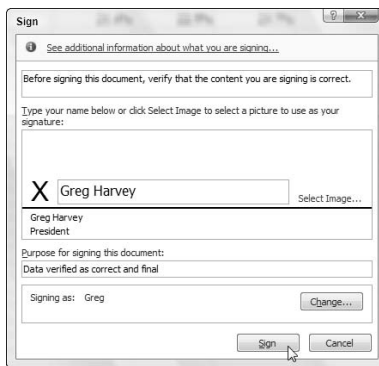 Sign
See additional information about what you are signing...
Before signing this document, verify that the content you are signing is correct.
Type your name below or click Select Image to select a picture to use as your
signature:
X Greg Harvey
Select Image...
Greg Harvey
President
Purpose for signing this document:
Data verified as correct and final
Signing as: Greg
Change...
Sign Cancel